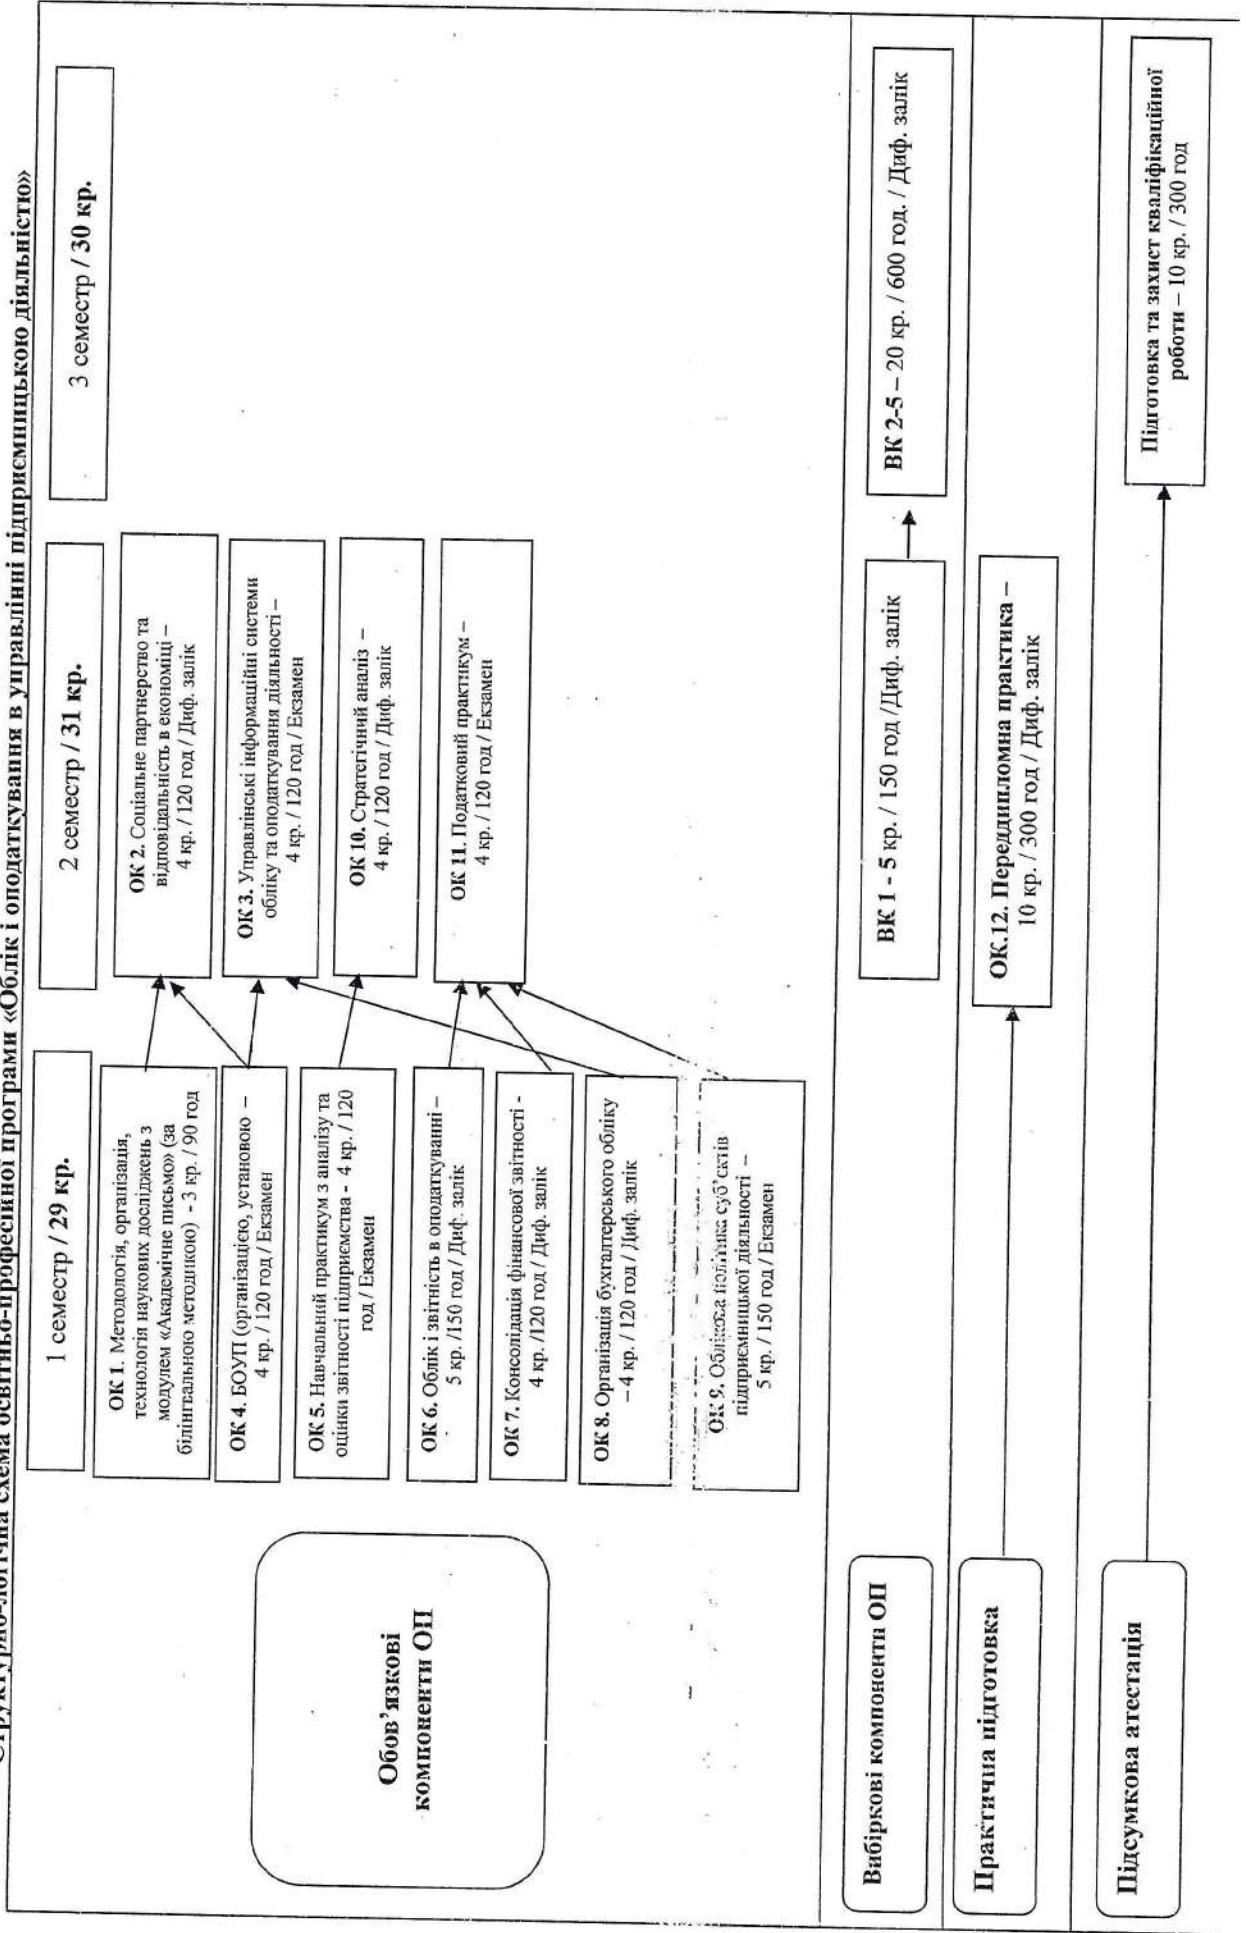 Структурно-логічна схема освітньо-професійної програми «Облік і оподаткування в управлінні підприємницькою діяльністю»
1 семестр / 29 кр.
2 семестр / 31 кр.
3 семестр / 30 кр.
Обов’язкові
компоненти ОП
ОК 1. Методологія, організація,
технологія наукових досліджень з
модулем «Академічне письмо» (за
білінгвальною методикою) - 3 кр. / 90 год
ОК 4. БОУП (організацією, установою –
4 кр. / 120 год / Екзамен
ОК 5. Навчальний практикум з аналізу та
оцінки звітності підприємства - 4 кр. / 120
год / Екзамен
ОК 6. Облік і звітність в оподаткуванні –
5 кр. /150 год / Диф. залік
ОК 7. Консолідація фінансової звітності -
4 кр. /120 год / Диф. залік
ОК 8. Організація бухгалтерського обліку
– 4 кр. / 120 год / Диф. залік
ОК 9. Облікова політика суб’єктів
підприємницької діяльності –
5 кр. / 150 год / Екзамен
ОК 2. Соціальне партнерство та
відповідальність в економіці –
4 кр. / 120 год / Диф. залік
ОК 3. Управлінські інформаційні системи
обліку та оподаткування діяльності –
4 кр. / 120 год / Екзамен
ОК 10. Стратегічний аналіз –
4 кр. / 120 год / Диф. залік
ОК 11. Податковий практикум –
4 кр. / 120 год / Екзамен
Вибіркові компоненти ОП
ВК 1 - 5 кр. / 150 год /Диф. залік
ВК 2-5 – 20 кр. / 600 год. / Диф. залік
Практична підготовка
ОК.12. Переддипломна практика –
10 кр. / 300 год / Диф. залік
Підсумкова атестація
Підготовка та захист кваліфікаційної
роботи – 10 кр. / 300 год